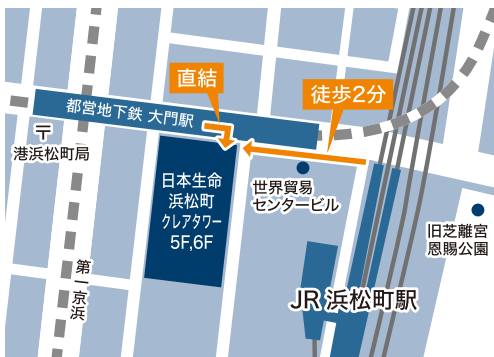 直結
徒歩2分
都営地下鉄 大門駅
〒
港浜松町局
日本生命
浜松町
クレアタワー
5F,6F
世界貿易
センタービル
旧芝離宮
恩賜公園
第一京浜
JR 浜松町駅